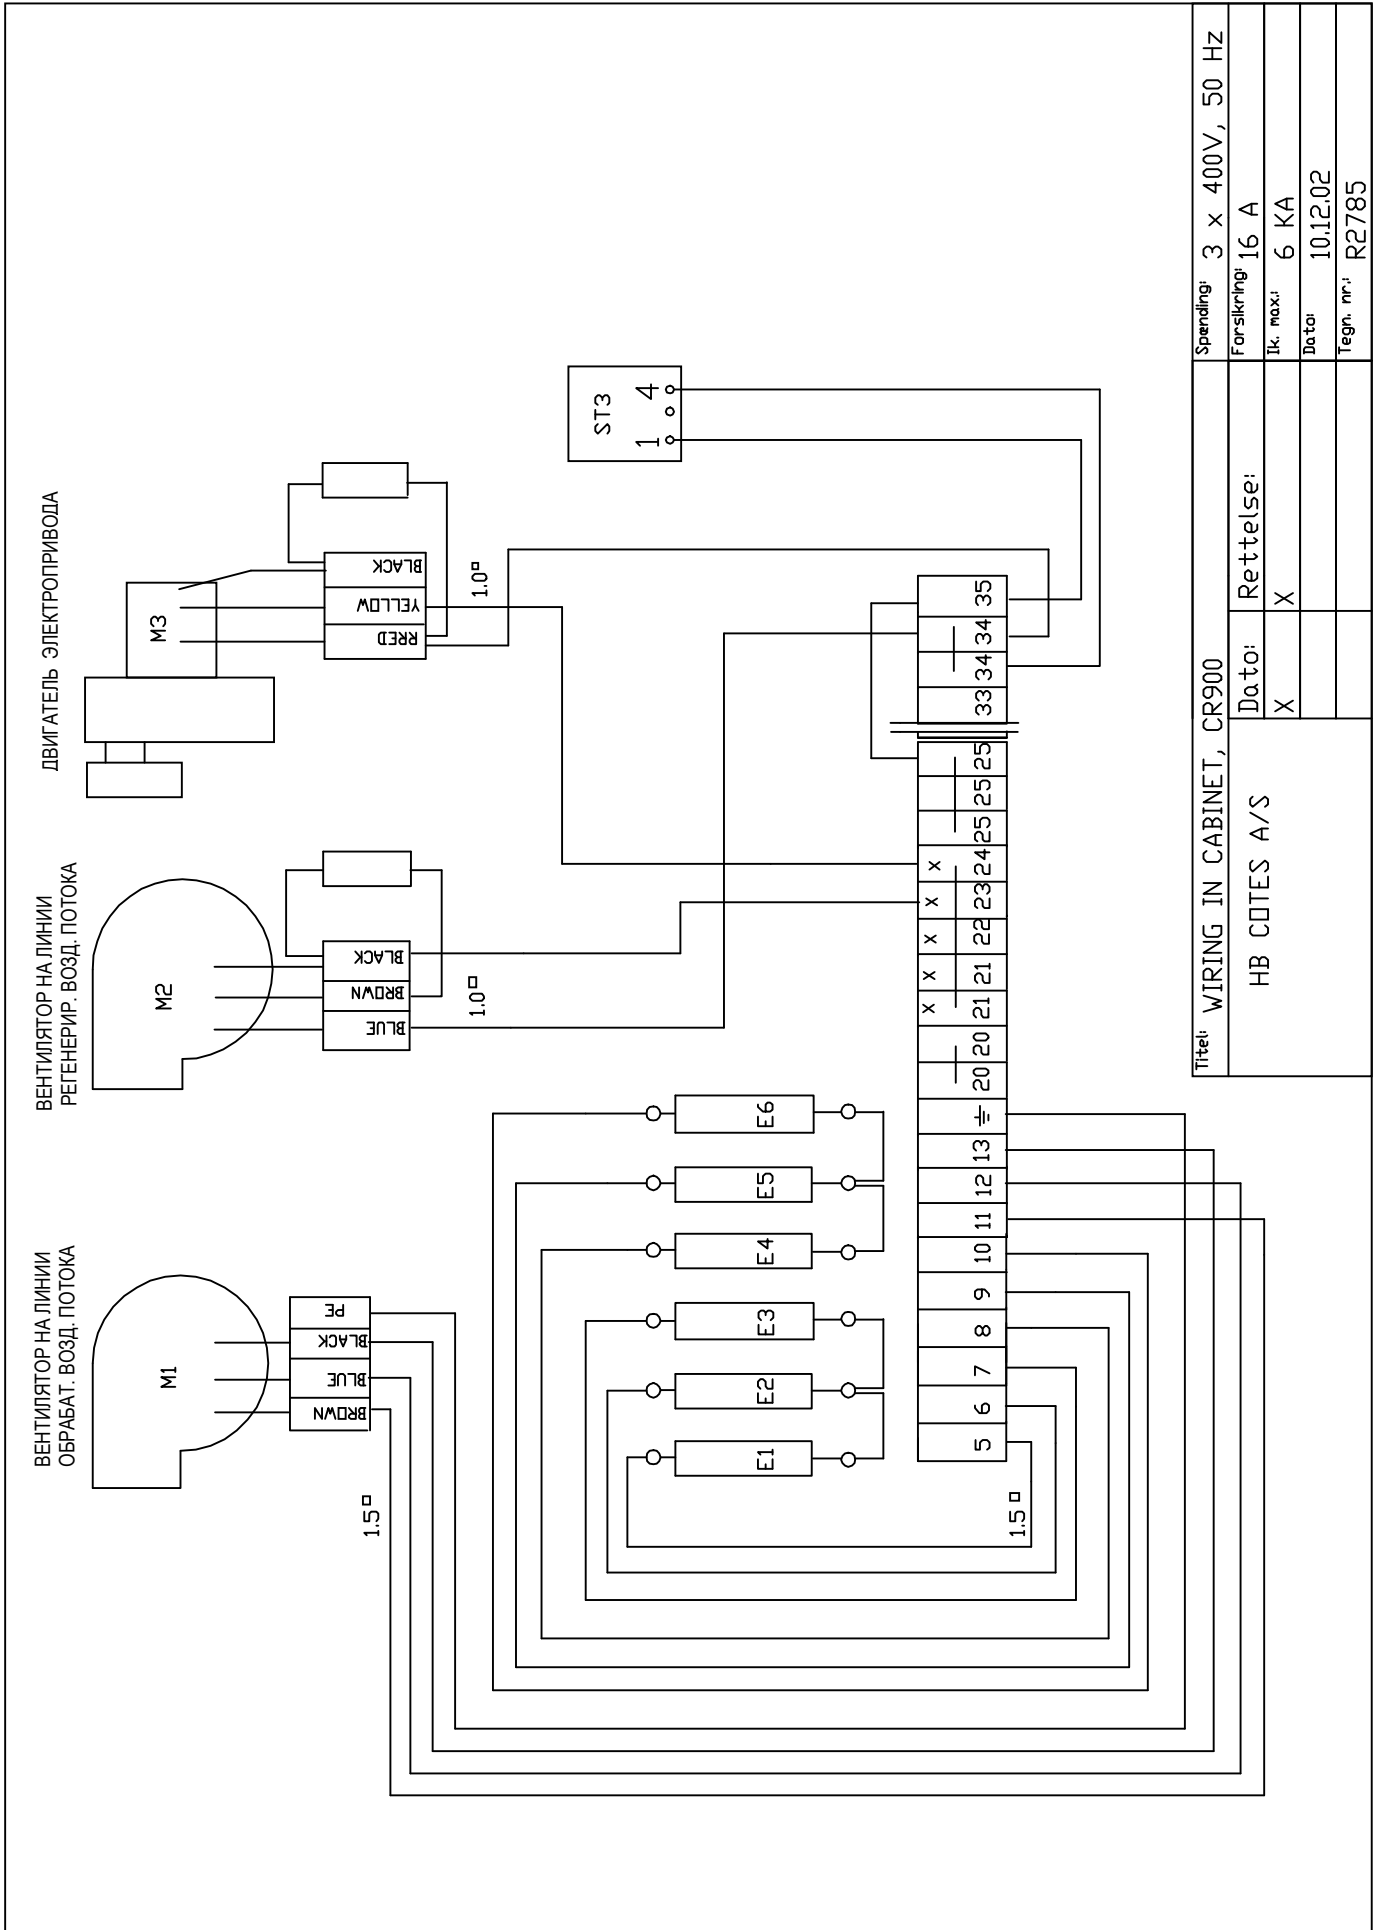 ВЕНТИЛЯТОР НА ЛИНИИ
ОБРАБАТ. ВОЗД. ПОТОКА
ВЕНТИЛЯТОР НА ЛИНИИ
РЕГЕНЕРИР. ВОЗД. ПОТОКА
ДВИГАТЕЛЬ ЭЛЕКТРОПРИВОДА
M1
M2
M3
BROWN
BLUE
BLACK
PE
BLUE
BROWN
BLACK
RRED
YELLOW
BLACK
1.5
1.0
1.0
ST3
1 4
E1 E2 E3 E4 E5 E6
x x x x x
5 6 7 8 9 10 11 12 13 20 20 21 21 22 23 24 25 25 25 33 34 34 35
1.5
Titel: WIRING IN CABINET, CR900
HB COTES A/S
Dato: Rettelse:
X X
Spænding: 3 x 400V, 50 Hz
Forsikring: 16 A
Ik. max.: 6 KA
Dato: 10.12.02
Tegn. nr.: R2785